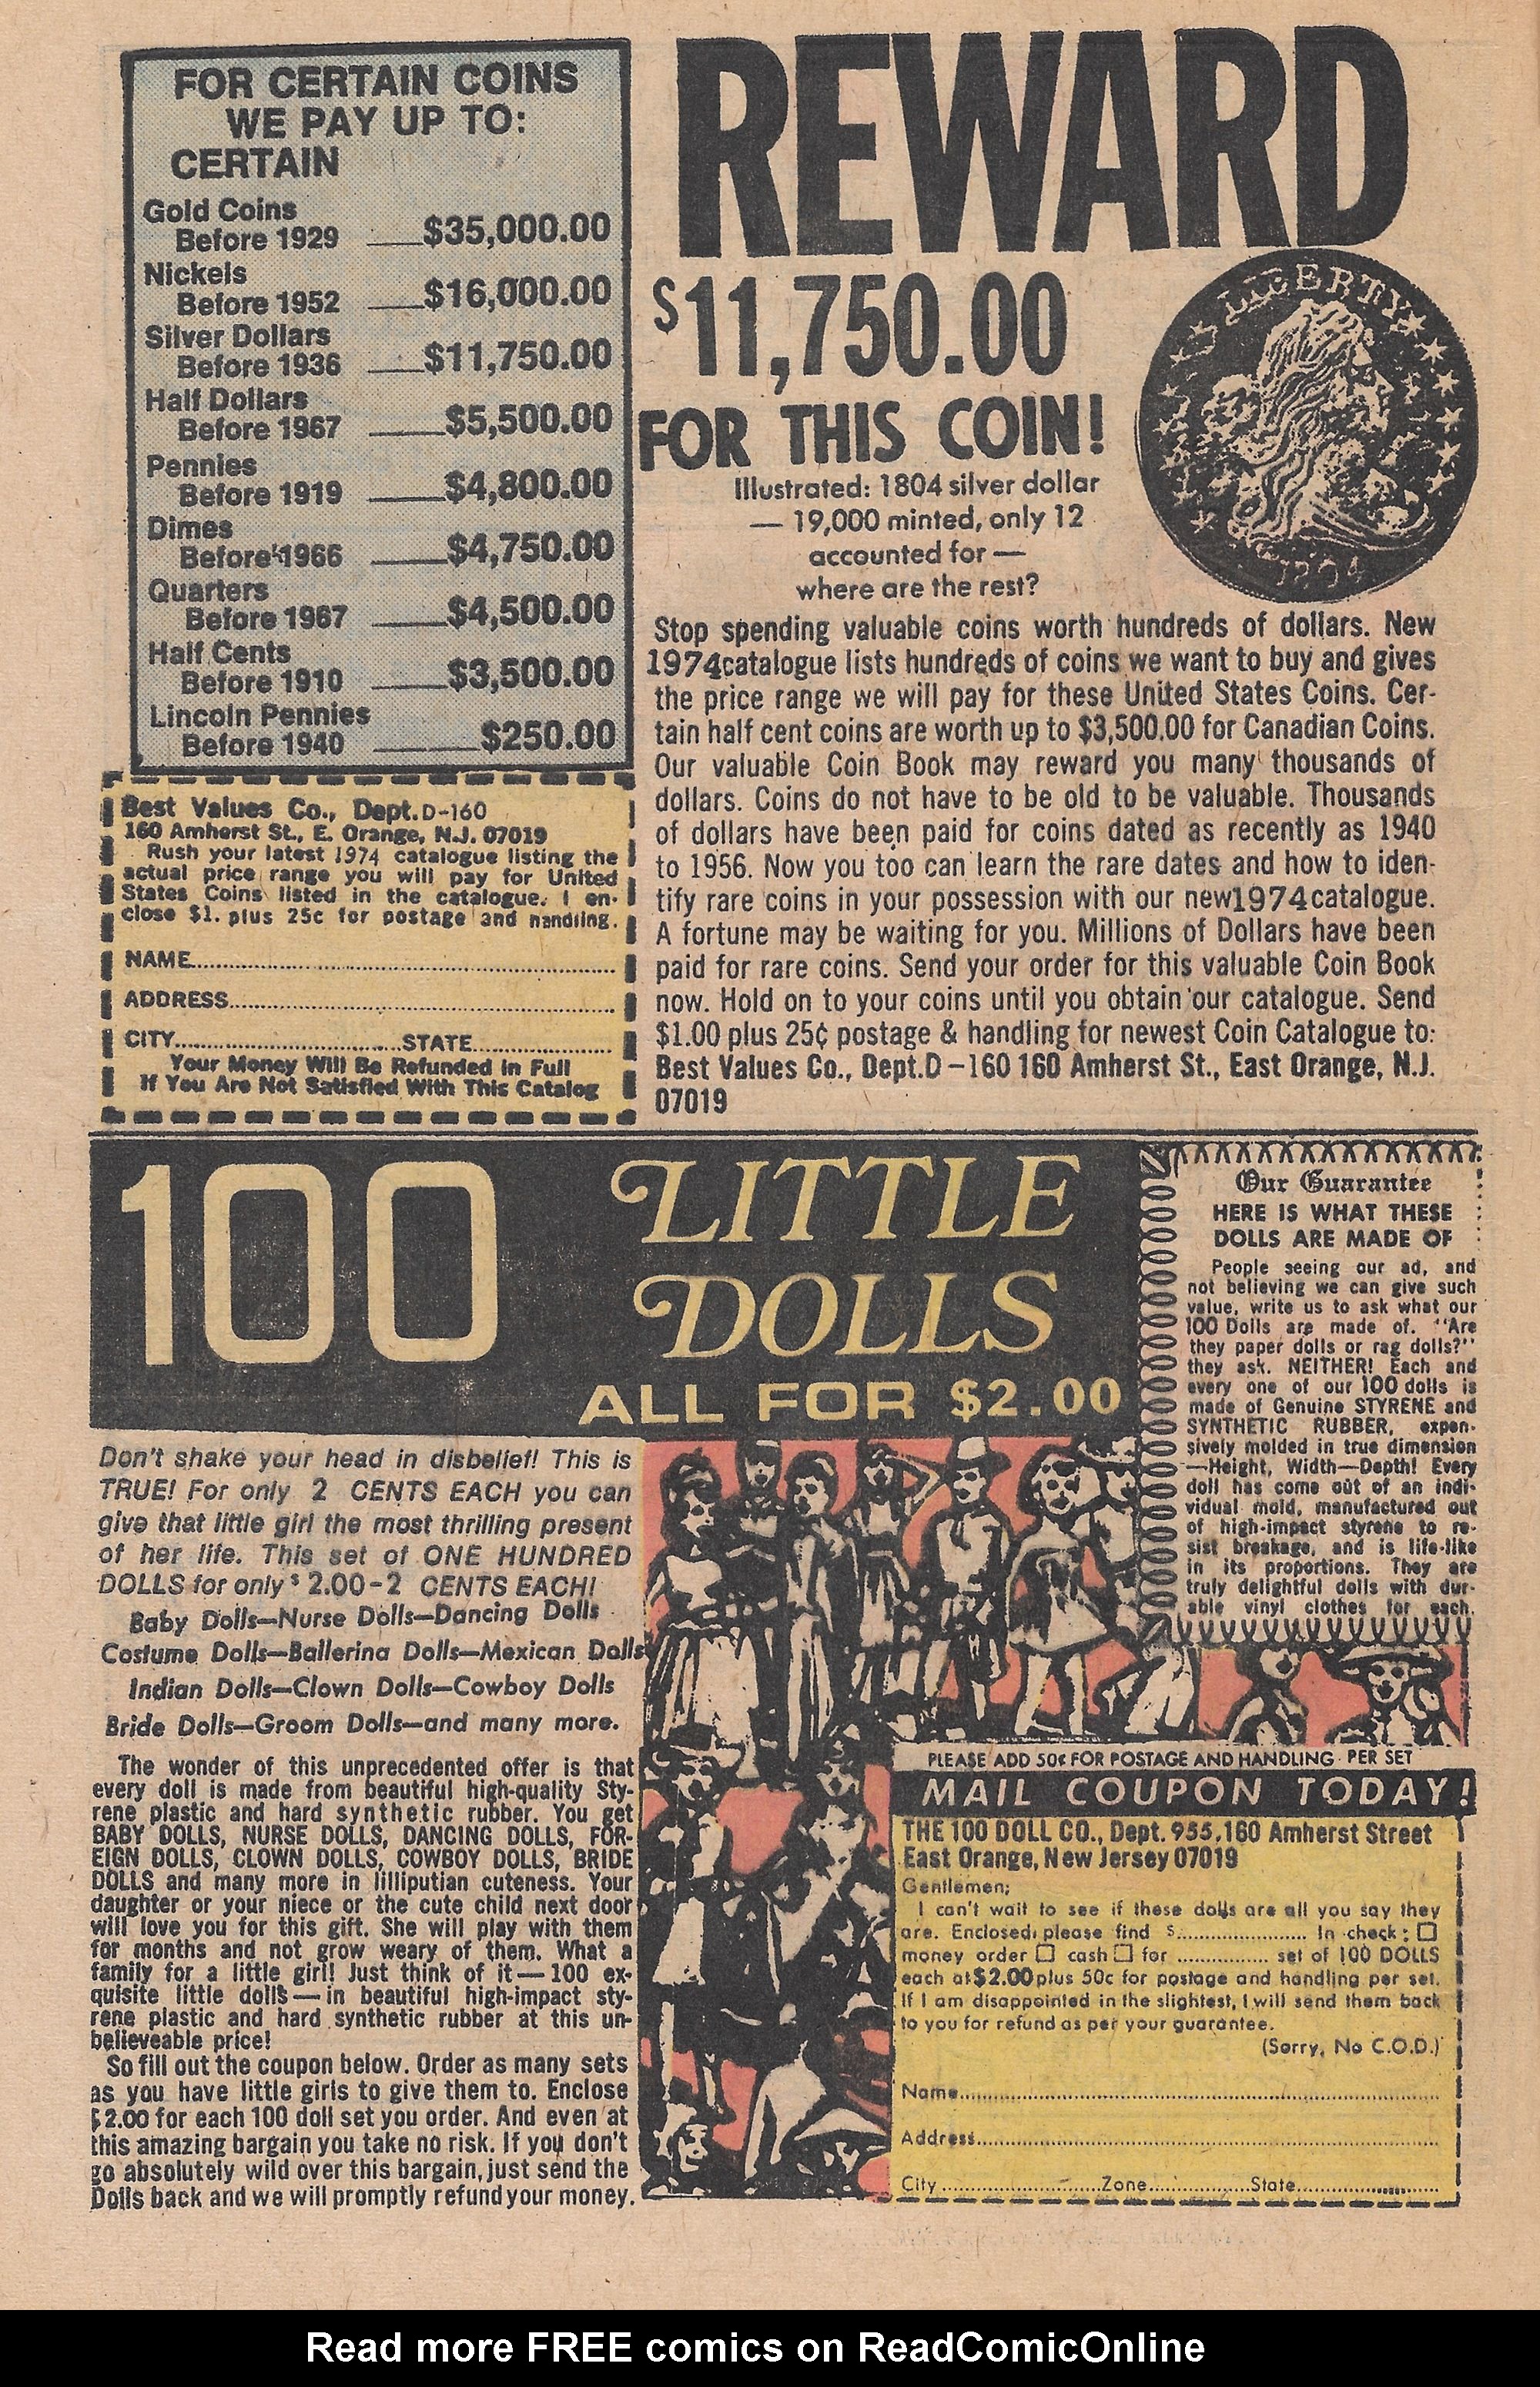 FOR CERTAIN COINS
WE PAY UP TO:
CERTAIN
Gold Coins
Before 1929 $35,000.00
Nickels
Before 1952 $16,000.00
Silver Dollars
Before 1936 $11,750.00
Half Dollars
Before 1967 $5,500.00
Pennies
Before 1919 $4,800.00
Dimes
Before 1966 $4,750.00
Quarters
Before 1967 $4,500.00
Half Cents
Before 1910 $3,500.00
Lincoln Pennies
Before 1940 $250.00
Best Values Co., Dept. D-160
160 Amherst St., E. Orange, N.J. 07019
Rush your latest 1974 catalogue listing the
actual price range you will pay for United
States Coins listed in the catalogue. I en-
close $1. plus 25c for postage and handling.
NAME
ADDRESS
CITY STATE
Your Money Will Be Refunded in Full
If You Are Not Satisfied With This Catalog
REWARD
$11,750.00
FOR THIS COIN!
LIBERTY
1804
Illustrated: 1804 silver dollar
— 19,000 minted, only 12
accounted for —
where are the rest?
Stop spending valuable coins worth hundreds of dollars. New
1974 catalogue lists hundreds of coins we want to buy and gives
the price range we will pay for these United States Coins. Cer-
tain half cent coins are worth up to $3,500.00 for Canadian Coins.
Our valuable Coin Book may reward you many thousands of
dollars. Coins do not have to be old to be valuable. Thousands
of dollars have been paid for coins dated as recently as 1940
to 1956. Now you too can learn the rare dates and how to iden-
tify rare coins in your possession with our new 1974 catalogue.
A fortune may be waiting for you. Millions of Dollars have been
paid for rare coins. Send your order for this valuable Coin Book
now. Hold on to your coins until you obtain our catalogue. Send
$1.00 plus 25¢ postage & handling for newest Coin Catalogue to:
Best Values Co., Dept. D-160 160 Amherst St., East Orange, N.J.
07019
100 LITTLE
DOLLS
ALL FOR $2.00
Don't shake your head in disbelief! This is
TRUE! For only 2 CENTS EACH you can
give that little girl the most thrilling present
of her life. This set of ONE HUNDRED
DOLLS for only $2.00-2 CENTS EACH!
Baby Dolls—Nurse Dolls—Dancing Dolls
Costume Dolls—Ballerina Dolls—Mexican Dolls
Indian Dolls—Clown Dolls—Cowboy Dolls
Bride Dolls—Groom Dolls—and many more.
The wonder of this unprecedented offer is that
every doll is made from beautiful high-quality Sty-
rene plastic and hard synthetic rubber. You get
BABY DOLLS, NURSE DOLLS, DANCING DOLLS, FOR-
EIGN DOLLS, CLOWN DOLLS, COWBOY DOLLS, BRIDE
DOLLS and many more in lilliputian cuteness. Your
daughter or your niece or the cute child next door
will love you for this gift. She will play with them
for months and not grow weary of them. What a
family for a little girl! Just think of it—100 ex-
quisite little dolls—in beautiful high-impact sty-
rene plastic and hard synthetic rubber at this un-
believeable price!
So fill out the coupon below. Order as many sets
as you have little girls to give them to. Enclose
$2.00 for each 100 doll set you order. And even at
this amazing bargain you take no risk. If you don't
go absolutely wild over this bargain, just send the
Dolls back and we will promptly refund your money.
Our Guarantee
HERE IS WHAT THESE
DOLLS ARE MADE OF
People seeing our ad, and
not believing we can give such
value, write us to ask what our
100 Dolls are made of. "Are
they paper dolls or rag dolls?"
they ask. NEITHER! Each and
every one of our 100 dolls is
made of Genuine STYRENE and
SYNTHETIC RUBBER, expen-
sively molded in true dimension
—Height, Width—Depth! Every
doll has come out of an indi-
vidual mold, manufactured out
of high-impact styrene to re-
sist breakage, and is life-like
in its proportions. They are
truly delightful dolls with dur-
able vinyl clothes for each.
PLEASE ADD 50¢ FOR POSTAGE AND HANDLING PER SET
MAIL COUPON TODAY!
THE 100 DOLL CO., Dept. 955, 160 Amherst Street
East Orange, New Jersey 07019
Gentlemen;
I can't wait to see if these dolls are all you say they
are. Enclosed please find $ In check: □
money order □ cash □ for set of 100 DOLLS
each at $2.00 plus 50c for postage and handling per set.
If I am disappointed in the slightest, I will send them back
to you for refund as per your guarantee.
(Sorry, No C.O.D.)
Name
Address
City Zone State
Read more FREE comics on ReadComicOnline